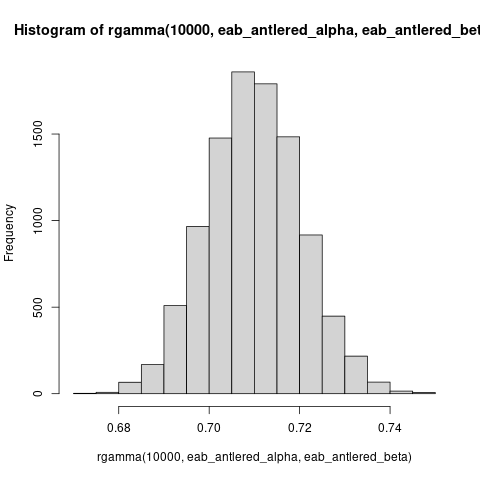 Histogram of rgamma(10000, eab_antlered_alpha, eab_antlered_bet
Frequency
1500
1000
500
0
0.68 0.70 0.72 0.74
rgamma(10000, eab_antlered_alpha, eab_antlered_beta)